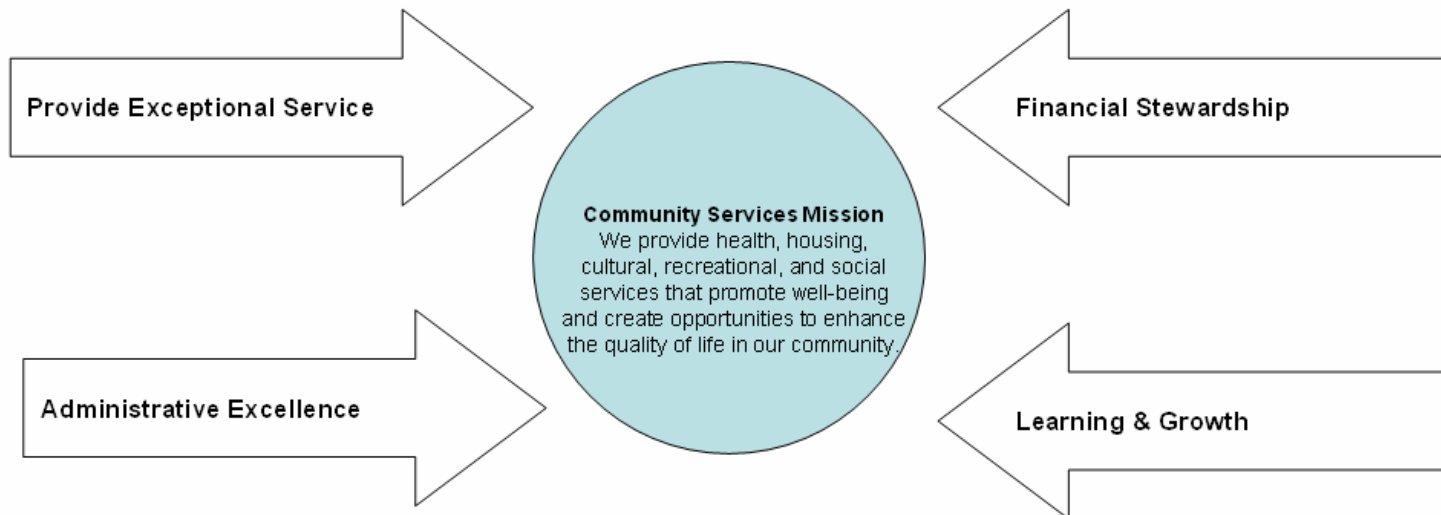 Provide Exceptional Service
Financial Stewardship
Community Services Mission
We provide health, housing,
cultural, recreational, and social
services that promote well-being
and create opportunities to enhance
the quality of life in our community.
Administrative Excellence
Learning & Growth